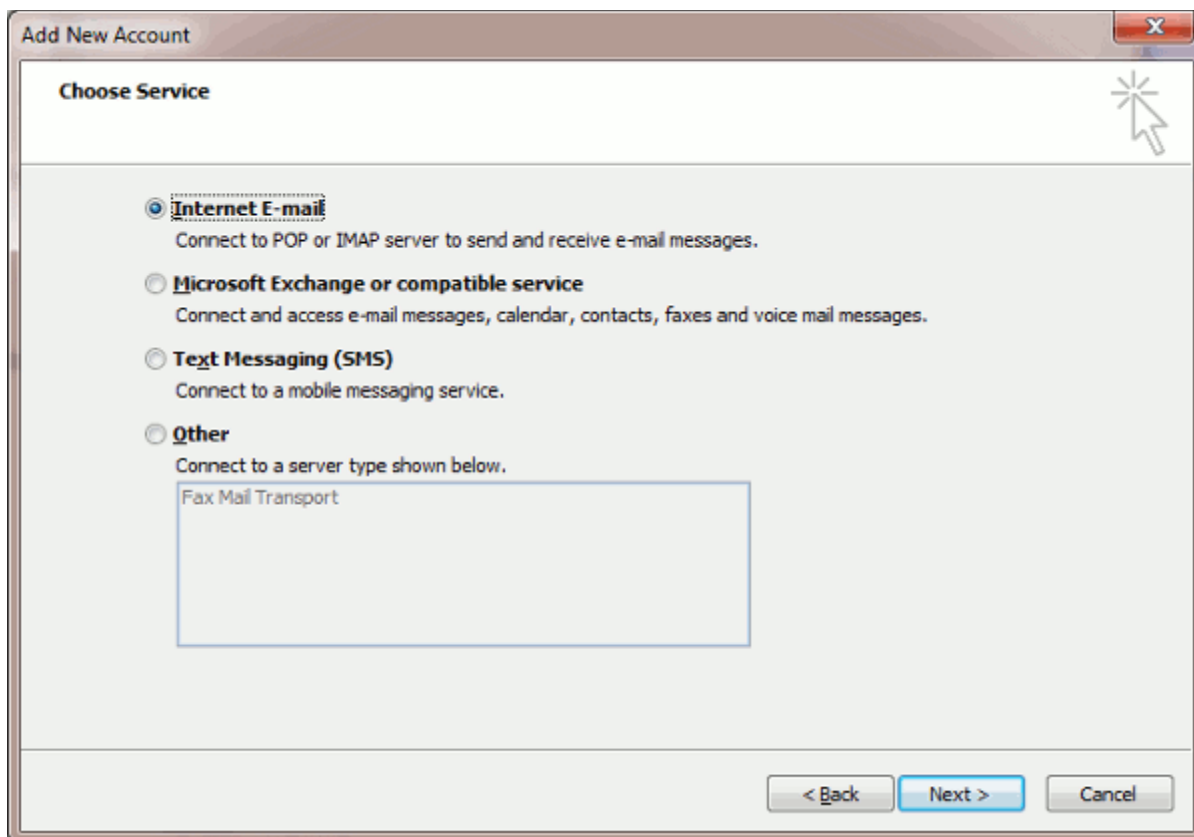 Add New Account
Choose Service
Internet E-mail
Connect to POP or IMAP server to send and receive e-mail messages.
Microsoft Exchange or compatible service
Connect and access e-mail messages, calendar, contacts, faxes and voice mail messages.
Text Messaging (SMS)
Connect to a mobile messaging service.
Other
Connect to a server type shown below.
Fax Mail Transport
< Back Next > Cancel